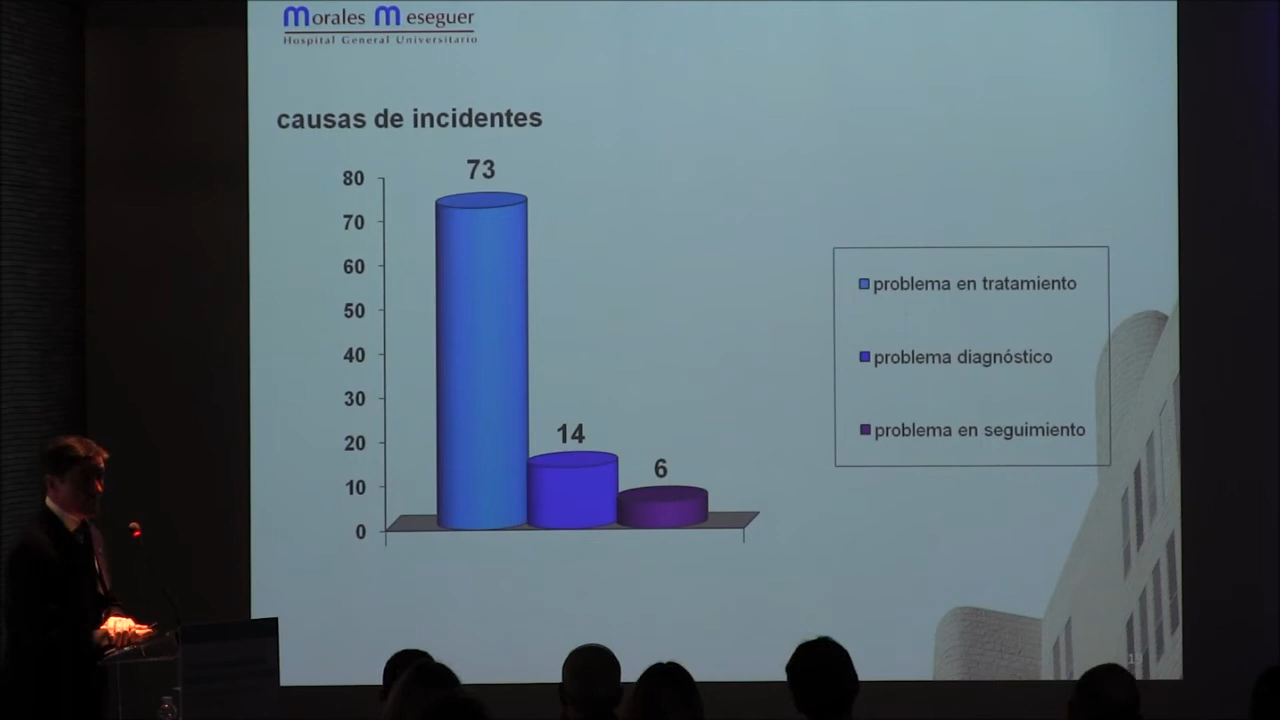 Morales Meseguer
Hospital General Universitario
causas de incidentes
73
14
6
80
70
60
50
40
30
20
10
0
problema en tratamiento
problema diagnóstico
problema en seguimiento